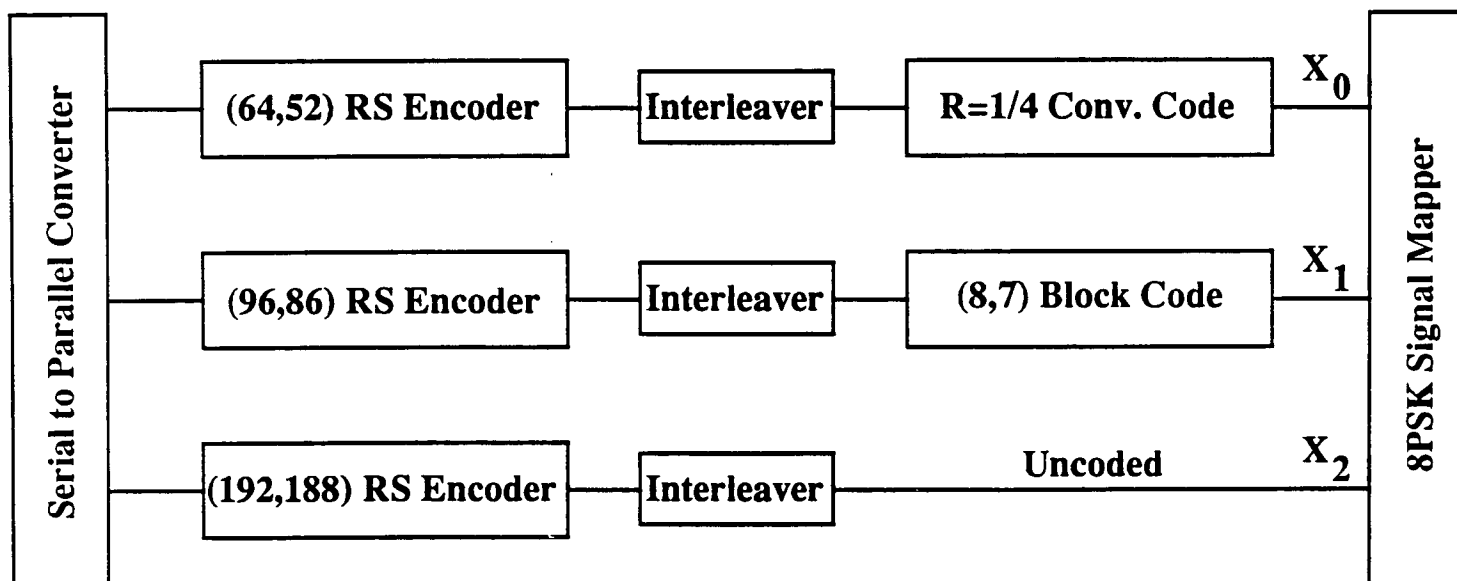 Serial to Parallel Converter
(64,52) RS Encoder
Interleaver
R=1/4 Conv. Code
X0
(96,86) RS Encoder
Interleaver
(8,7) Block Code
X1
(192,188) RS Encoder
Interleaver
Uncoded
X2
8PSK Signal Mapper